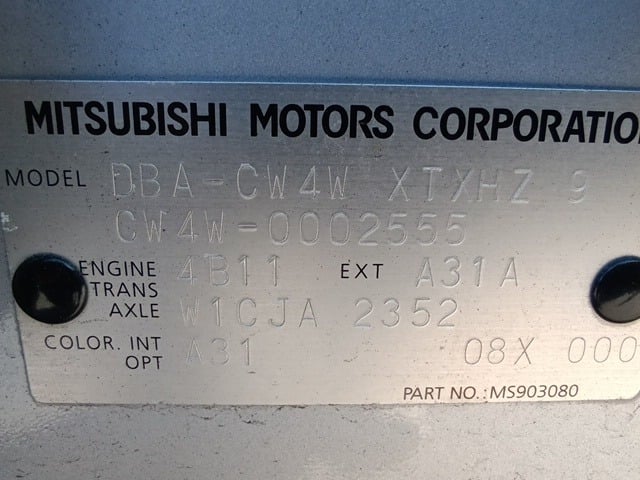 MITSUBISHI MOTORS CORPORATION
MODEL DBA-CW4W XTXHZ 9
CW4W-0002555
ENGINE 4B11 EXT A31A
TRANS
AXLE W1CJA 2352
COLOR. INT A31 08X 000
OPT
PART NO.:MS903080